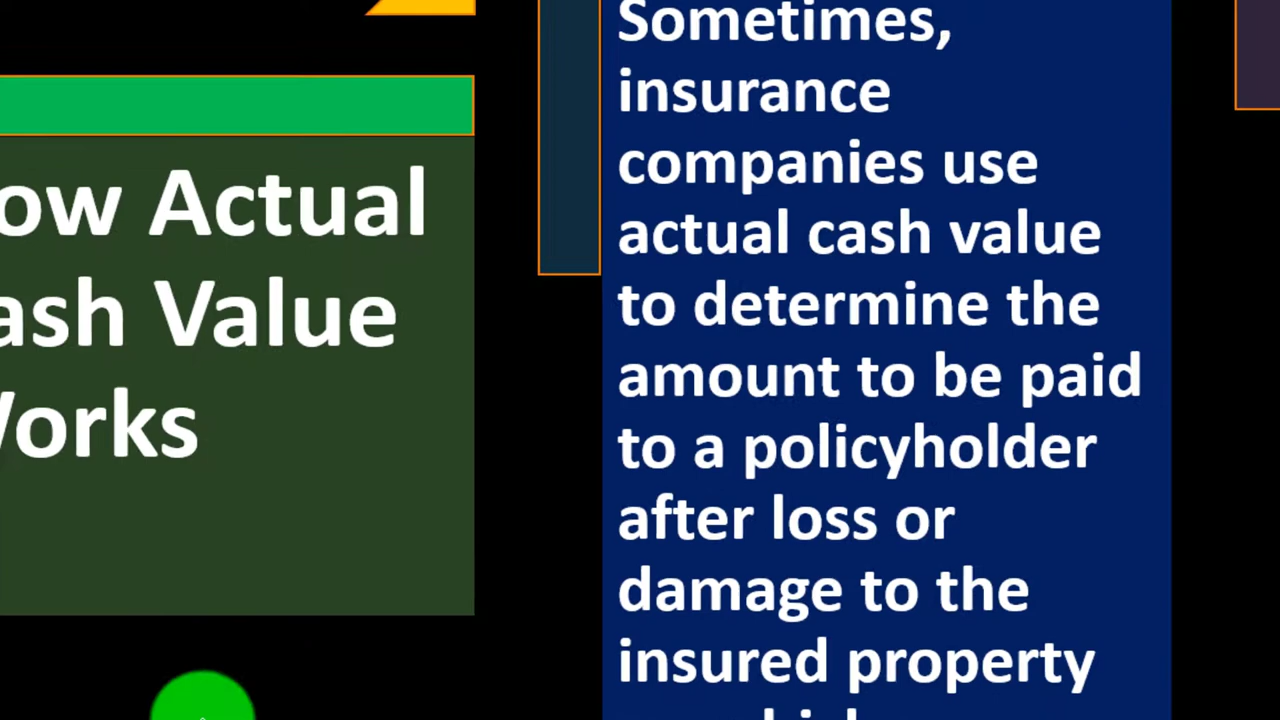 ow Actual
ash Value
orks
Sometimes,
insurance
companies use
actual cash value
to determine the
amount to be paid
to a policyholder
after loss or
damage to the
insured property